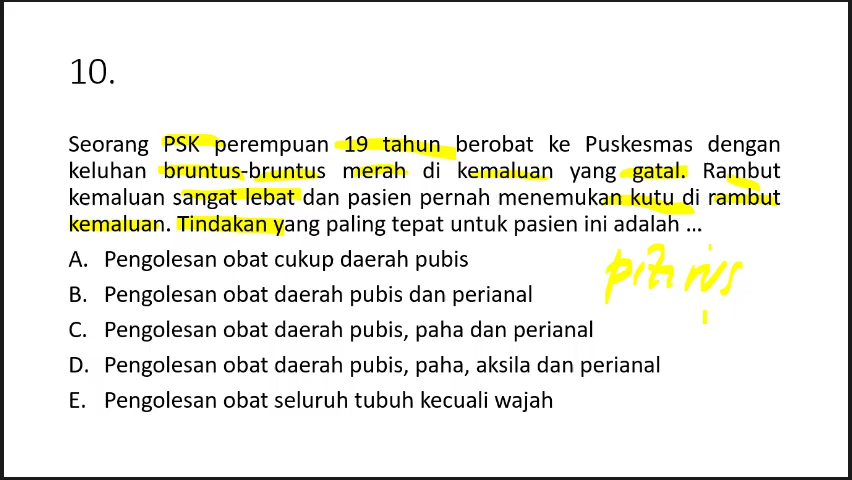 10.
Seorang PSK perempuan 19 tahun berobat ke Puskesmas dengan
keluhan bruntus-bruntus merah di kemaluan yang gatal. Rambut
kemaluan sangat lebat dan pasien pernah menemukan kutu di rambut
kemaluan. Tindakan yang paling tepat untuk pasien ini adalah ...
A. Pengolesan obat cukup daerah pubis
B. Pengolesan obat daerah pubis dan perianal
C. Pengolesan obat daerah pubis, paha dan perianal
D. Pengolesan obat daerah pubis, paha, aksila dan perianal
E. Pengolesan obat seluruh tubuh kecuali wajah